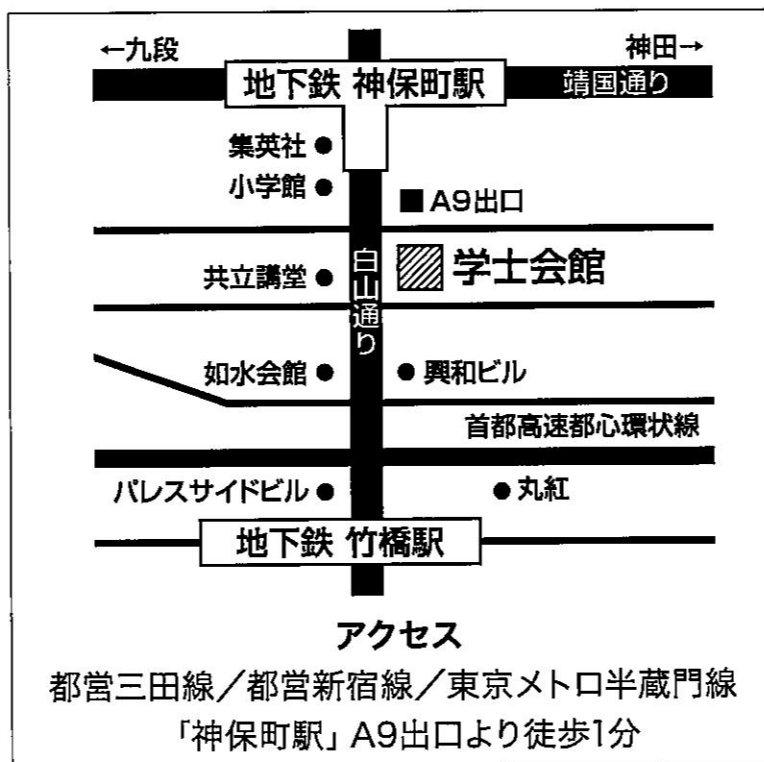 ←九段
神田→
地下鉄 神保町駅
靖国通り
集英社
小学館
A9出口
共立講堂
白山通り
学士会館
如水会館
興和ビル
首都高速都心環状線
パレスサイドビル
丸紅
地下鉄 竹橋駅
アクセス
都営三田線／都営新宿線／東京メトロ半蔵門線
「神保町駅」A9出口より徒歩1分